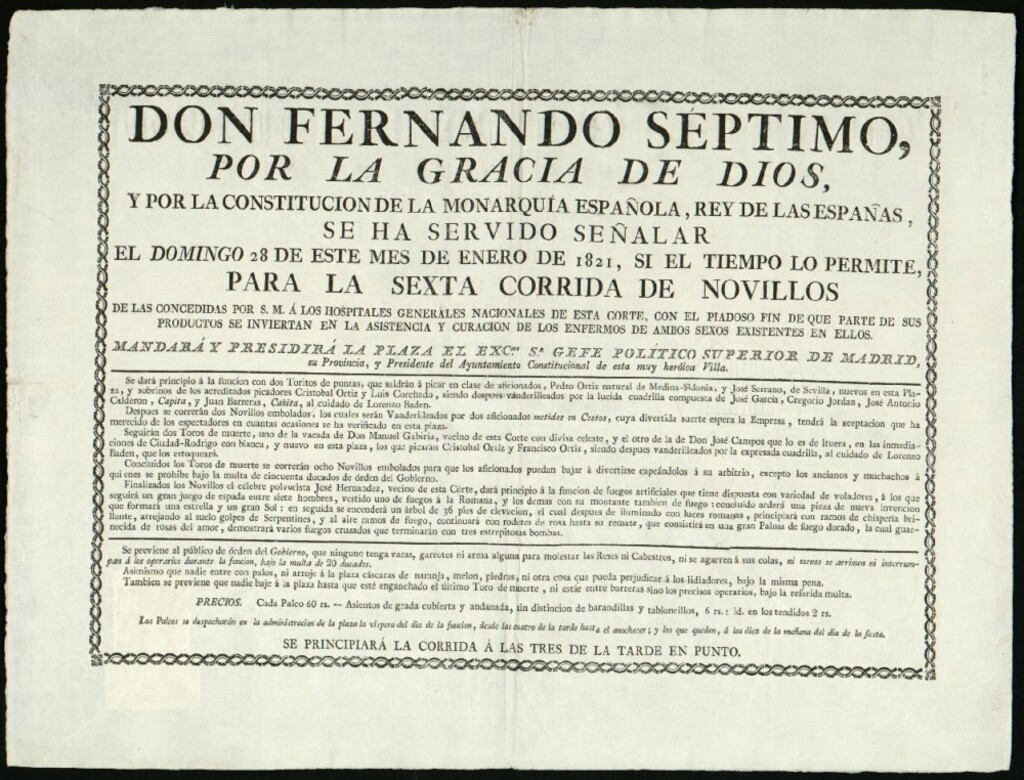 DON FERNANDO SÉPTIMO,
POR LA GRACIA DE DIOS,
Y POR LA CONSTITUCION DE LA MONARQUÍA ESPAÑOLA, REY DE LAS ESPAÑAS,
SE HA SERVIDO SEÑALAR
EL DOMINGO 28 DE ESTE MES DE ENERO DE 1821, SI EL TIEMPO LO PERMITE,
PARA LA SEXTA CORRIDA DE NOVILLOS
DE LAS CONCEDIDAS POR S. M. Á LOS HOSPITALES GENERALES NACIONALES DE ESTA CORTE, CON EL PIADOSO FIN DE QUE PARTE DE SUS
PRODUCTOS SE INVIERTAN EN LA ASISTENCIA Y CURACION DE LOS ENFERMOS DE AMBOS SEXOS EXISTENTES EN ELLOS.
MANDARÁ Y PRESIDIRÁ LA PLAZA EL EXCmo Sr GEFE POLÍTICO SUPERIOR DE MADRID,
su Provincia, y Presidente del Ayuntamiento Constitucional de esta muy heróica Villa.
Se dará principio á la funcion con dos Toritos de puntas, que saldrán á picar en clase de aficionados, Pedro Ortiz natural de Medina-Sidonia, y José Serrano, de Sevilla, nuevos en esta Pla-
za, y sobrinos de los acreditados picadores Cristobal Ortiz y Luis Corchado, siendo despues vanderilleados por la lucida cuadrilla compuesta de José García, Gregorio Jordan, José Antonio
Calderon, Capita, y Juan Barreras, Cañita, al cuidado de Lorenzo Baden.
Despues se correrán dos Novillos embolados, los cuales serán Vanderilleados por dos aficionados metidos en Cestos, cuya divertida suerte espera la Empresa, tendrá la aceptacion que ha
merecido de los espectadores en cuantas ocasiones se ha verificado en esta plaza.
Seguirán dos Toros de muerte, uno de la vacada de Don Manuel Gabiria, vecino de esta Corte con divisa celeste, y el otro de la de Don José Campos que lo es de Ituera, en las inmedia-
ciones de Ciudad-Rodrigo con blanca, y nuevo en esta plaza, los que picarán Cristobal Ortiz y Francisco Ortiz, siendo despues vanderilleados por la expresada cuadrilla, al cuidado de Lorenzo
Baden, que los estoqueará.
Concluidos los Toros de muerte se correrán ocho Novillos embolados para que los aficionados puedan bajar á divertirse capeándolos á su arbitrio, excepto los ancianos y muchachos á
quienes se prohibe bajo la multa de cincuenta ducados de órden del Gobierno.
Finalizados los Novillos el célebre polvorista José Hernandez, vecino de esta Córte, dará principio á la funcion de fuegos artificiales que tiene dispuesta con variedad de voladores, á los que
seguirá un gran juego de espada entre siete hombres, vestido uno de fuegos á la Romana, y los demas con su montante tambien de fuego: concluido arderá una pieza de nueva invencion
que formará una estrella y un gran Sol: en seguida se encenderá un árbol de 36 pies de elevacion, el cual despues de iluminado con luces romanas, principiará con ramos de chispería bri-
llante, arrojando al suelo golpes de Serpentines, y al aire ramos de fuego, continuará con rodetes de rosa hasta su remate, que consistirá en una gran Palma de fuego dorado, la cual guar-
necida de rosas del amor, demostrará varios fuegos cruzados que terminarán con tres estrepitosas bombas.
Se previene al público de órden del Gobierno, que ninguno tenga varas, garrotes ni arma alguna para molestar las Reses ni Cabestros, ni se agarren á sus colas, ni menos se arrimen ni interrum-
pan á los operarios durante la funcion, bajo la multa de 20 ducados.
Asimismo que nadie entre con palos, ni arroje á la plaza cáscaras de naranja, melon, piedras, ni otra cosa que pueda perjudicar á los lidiadores, bajo la misma pena.
Tambien se previene que nadie baje á la plaza hasta que esté enganchado el último Toro de muerte, ni estar entre barreras sino los precisos operarios, bajo la referida multa.
PRECIOS. Cada Palco 60 rs. — Asientos de grada cubierta y andanada, sin distincion de barandillas y tabloncillos, 6 rs.: id. en los tendidos 2 rs.
Los Palcos se despacharán en la administracion de la plaza la víspera del dia de la funcion, desde las cuatro de la tarde hasta el anochecer; y los que queden, á las diez de la mañana del dia de la fiesta.
SE PRINCIPIARÁ LA CORRIDA Á LAS TRES DE LA TARDE EN PUNTO.